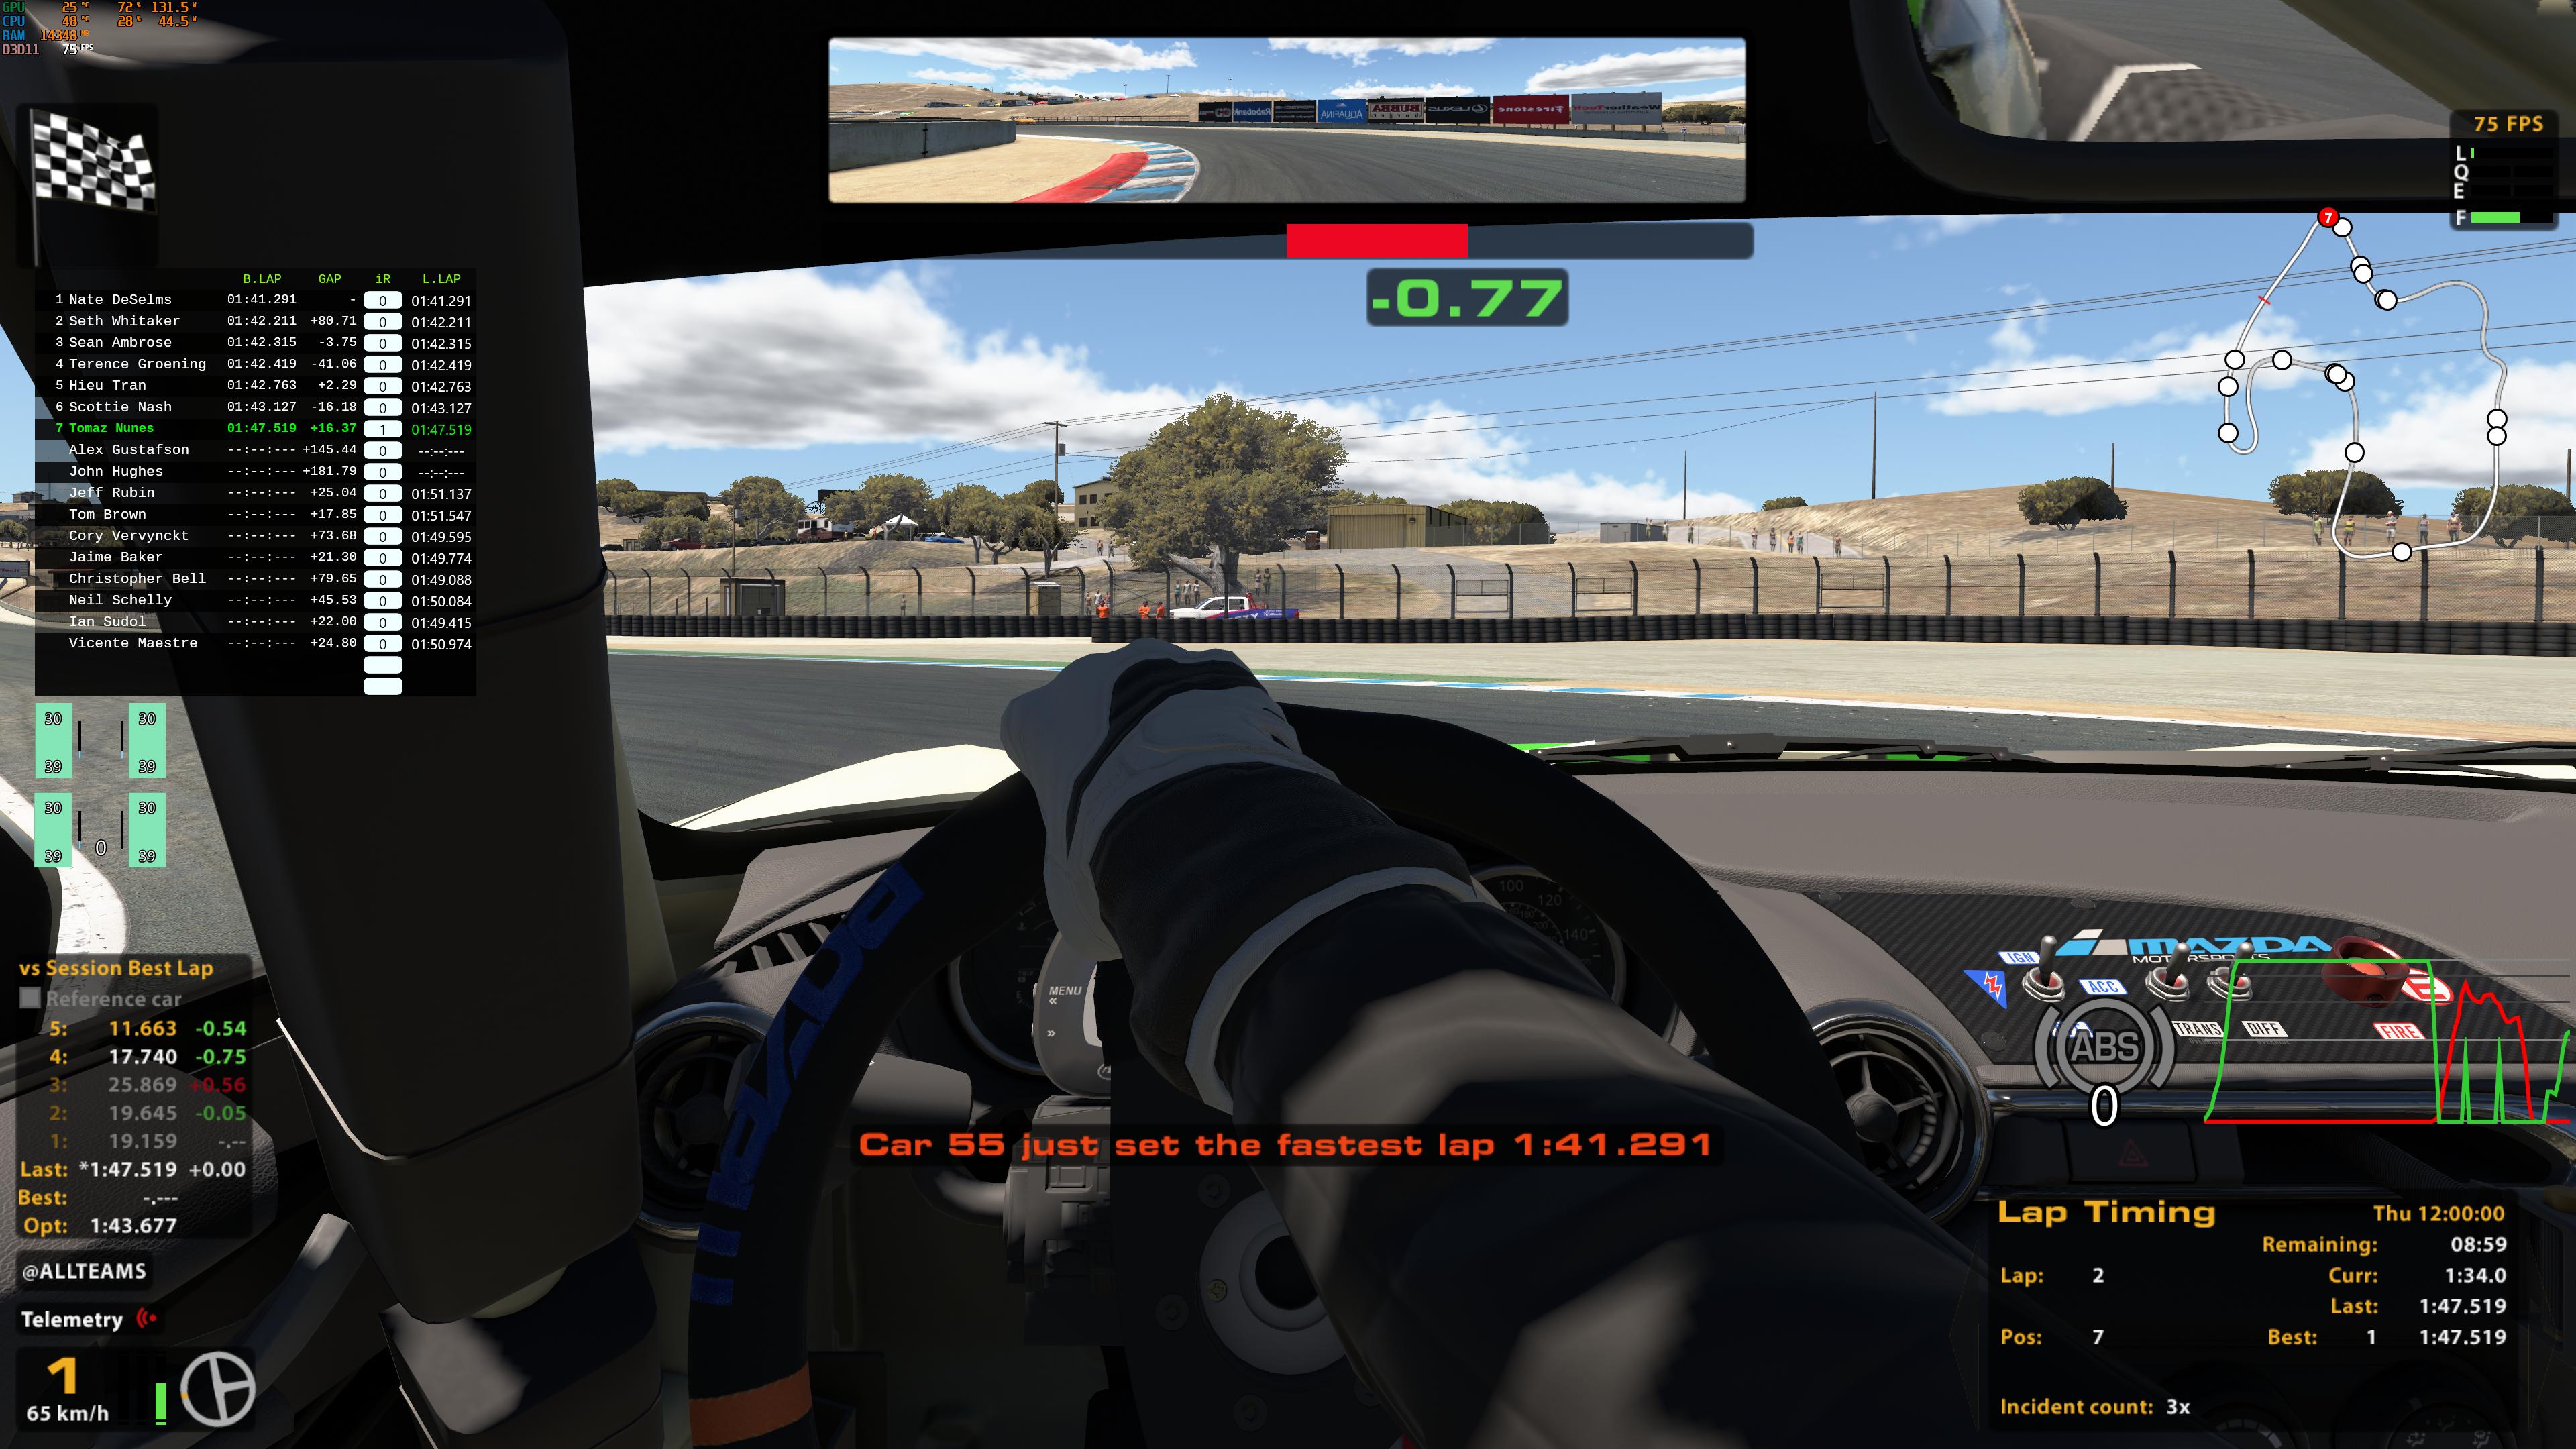 GPU 25 °C 72 % 131.5 W
CPU 48 °C 28 % 44.5 W
RAM 14348 MB
D3D11 75 FPS
75 FPS
L
Q
E
F
7
-0.77
B.LAP GAP iR L.LAP
1 Nate DeSelms 01:41.291 - 0 01:41.291
2 Seth Whitaker 01:42.211 +80.71 0 01:42.211
3 Sean Ambrose 01:42.315 -3.75 0 01:42.315
4 Terence Groening 01:42.419 -41.06 0 01:42.419
5 Hieu Tran 01:42.763 +2.29 0 01:42.763
6 Scottie Nash 01:43.127 -16.18 0 01:43.127
7 Tomaz Nunes 01:47.519 +16.37 1 01:47.519
Alex Gustafson --:--:--- +145.44 0 --:--:---
John Hughes --:--:--- +181.79 0 --:--:---
Jeff Rubin --:--:--- +25.04 0 01:51.137
Tom Brown --:--:--- +17.85 0 01:51.547
Cory Vervynckt --:--:--- +73.68 0 01:49.595
Jaime Baker --:--:--- +21.30 0 01:49.774
Christopher Bell --:--:--- +79.65 0 01:49.088
Neil Schelly --:--:--- +45.53 0 01:50.084
Ian Sudol --:--:--- +22.00 0 01:49.415
Vicente Maestre --:--:--- +24.80 0 01:50.974
30 30
39 39
30 30
39 0 39
100
120
140
MENU
MAZDA
MOTORSPORTS
IGN
ACC
TRANS DIFF
FIRE
E
ABS
0
vs Session Best Lap
Reference car
5: 11.663 -0.54
4: 17.740 -0.75
3: 25.869 +0.56
2: 19.645 -0.05
1: 19.159 -.--
Last: *1:47.519 +0.00
Best: -.---
Opt: 1:43.677
@ALLTEAMS
Telemetry
1
65 km/h
Car 55 just set the fastest lap 1:41.291
Lap Timing Thu 12:00:00
Remaining: 08:59
Lap: 2 Curr: 1:34.0
Last: 1:47.519
Pos: 7 Best: 1 1:47.519
Incident count: 3x